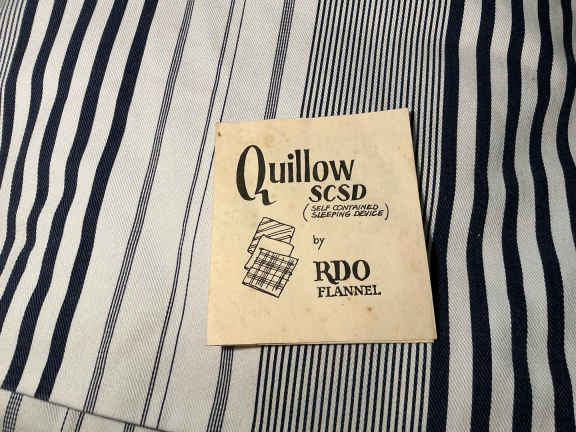 Quillow
SCSD
(SELF CONTAINED
SLEEPING DEVICE)
by
RDO
FLANNEL